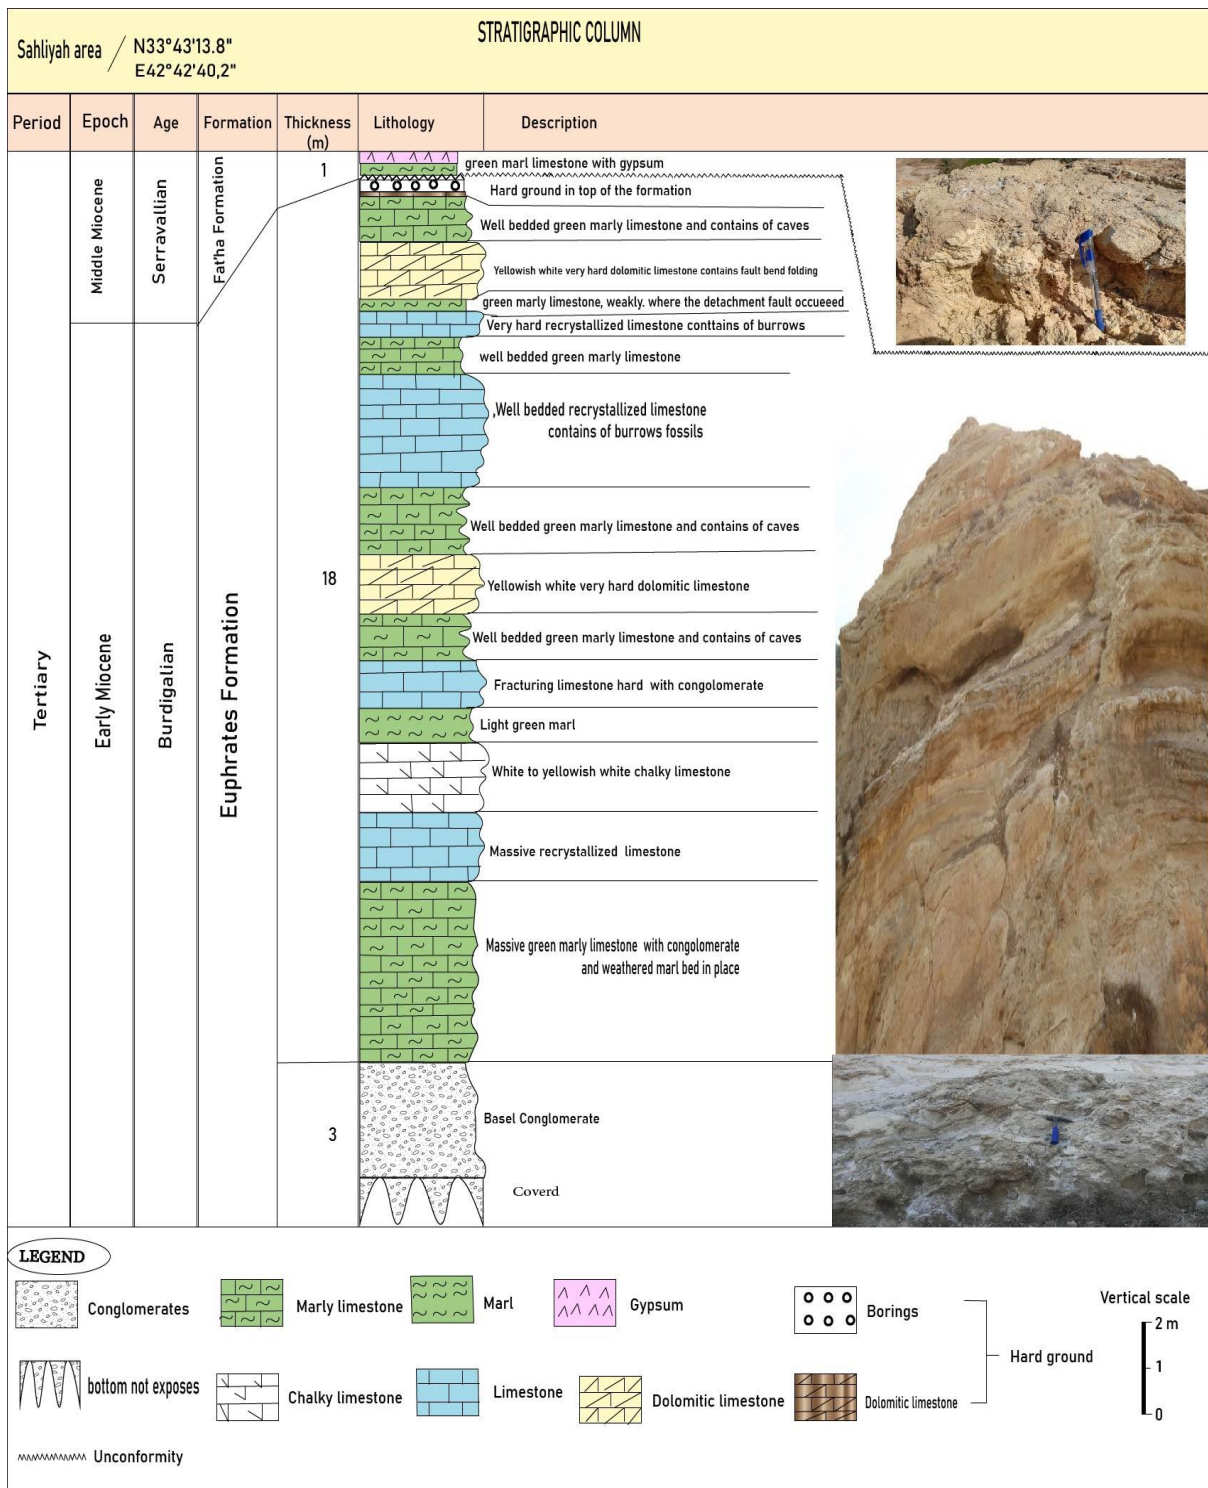 STRATIGRAPHIC COLUMN
Sahliyah area / N33°43'13.8"
E42°42'40,2"
Period
Epoch
Age
Formation
Thickness
(m)
Lithology
Description
Tertiary
Middle Miocene
Early Miocene
Serravallian
Burdigalian
Fat'ha Formation
Euphrates Formation
1
18
3
green marl limestone with gypsum
Hard ground in top of the formation
Well bedded green marly limestone and contains of caves
Yellowish white very hard dolomitic limestone contains fault bend folding
green marly limestone, weakly. where the detachment fault occueeed
Very hard recrystallized limestone conttains of burrows
well bedded green marly limestone
,Well bedded recrystallized limestone
contains of burrows fossils
Well bedded green marly limestone and contains of caves
Yellowish white very hard dolomitic limestone
Well bedded green marly limestone and contains of caves
Fracturing limestone hard with congolomerate
Light green marl
White to yellowish white chalky limestone
Massive recrystallized limestone
Massive green marly limestone with congolomerate
and weathered marl bed in place
Basel Conglomerate
Coverd
LEGEND
Conglomerates
Marly limestone
Marl
Gypsum
Borings
bottom not exposes
Chalky limestone
Limestone
Dolomitic limestone
Dolomitic limestone
Hard ground
Unconformity
Vertical scale
2 m
1
0